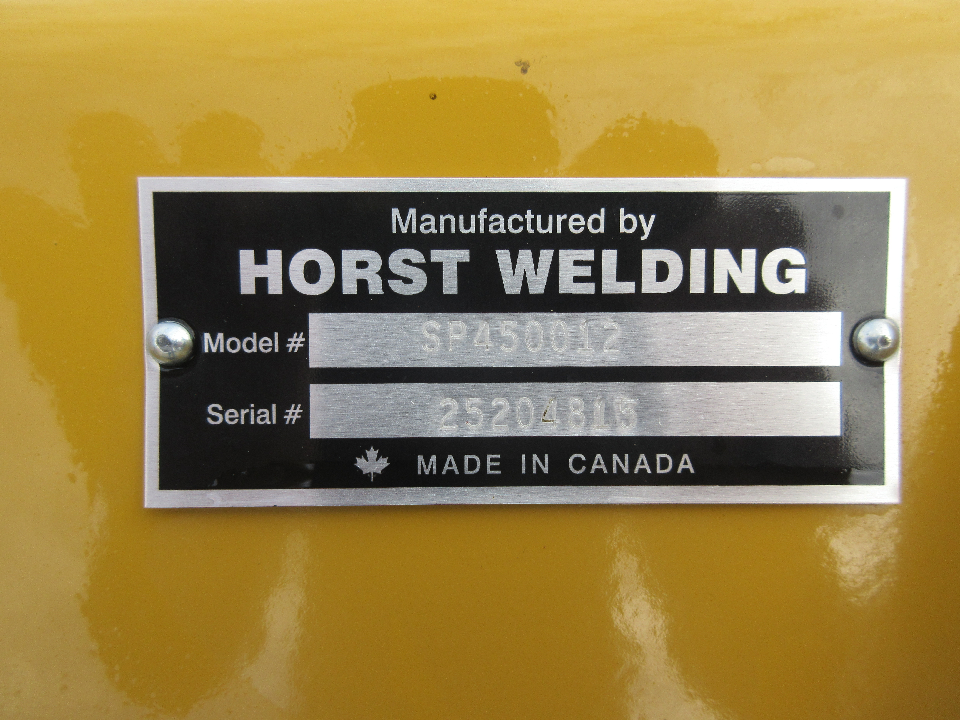 Manufactured by
HORST WELDING
Model # SP450012
Serial # 25204815
MADE IN CANADA